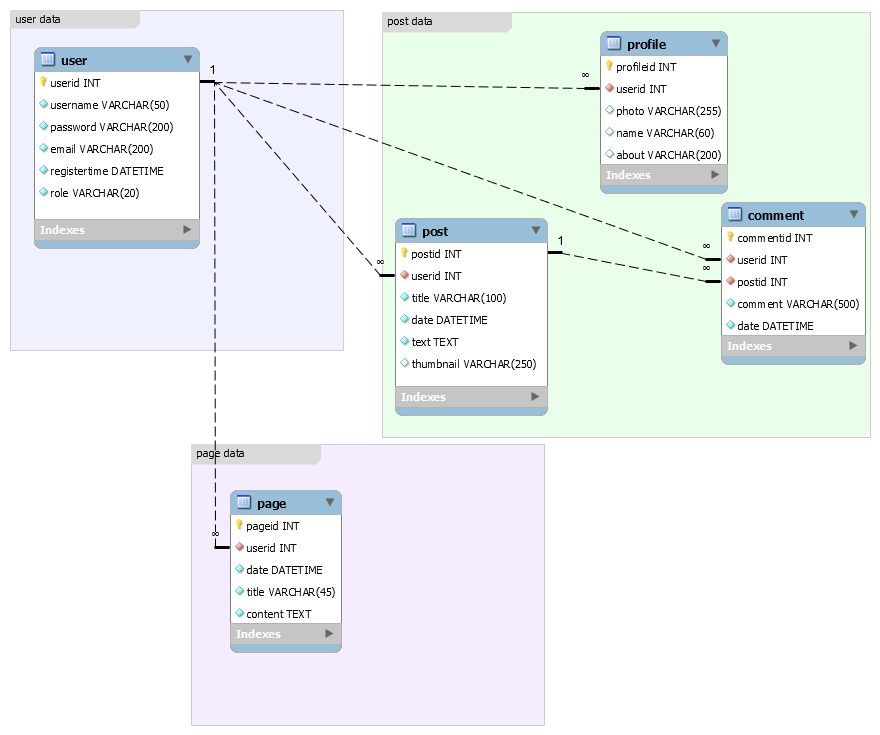 user data
user
1
userid INT
username VARCHAR(50)
password VARCHAR(200)
email VARCHAR(200)
registertime DATETIME
role VARCHAR(20)
Indexes
post data
profile
∞
profileid INT
userid INT
photo VARCHAR(255)
name VARCHAR(60)
about VARCHAR(200)
Indexes
post
1
∞
postid INT
userid INT
title VARCHAR(100)
date DATETIME
text TEXT
thumbnail VARCHAR(250)
Indexes
comment
∞
∞
commentid INT
userid INT
postid INT
comment VARCHAR(500)
date DATETIME
Indexes
page data
page
∞
pageid INT
userid INT
date DATETIME
title VARCHAR(45)
content TEXT
Indexes